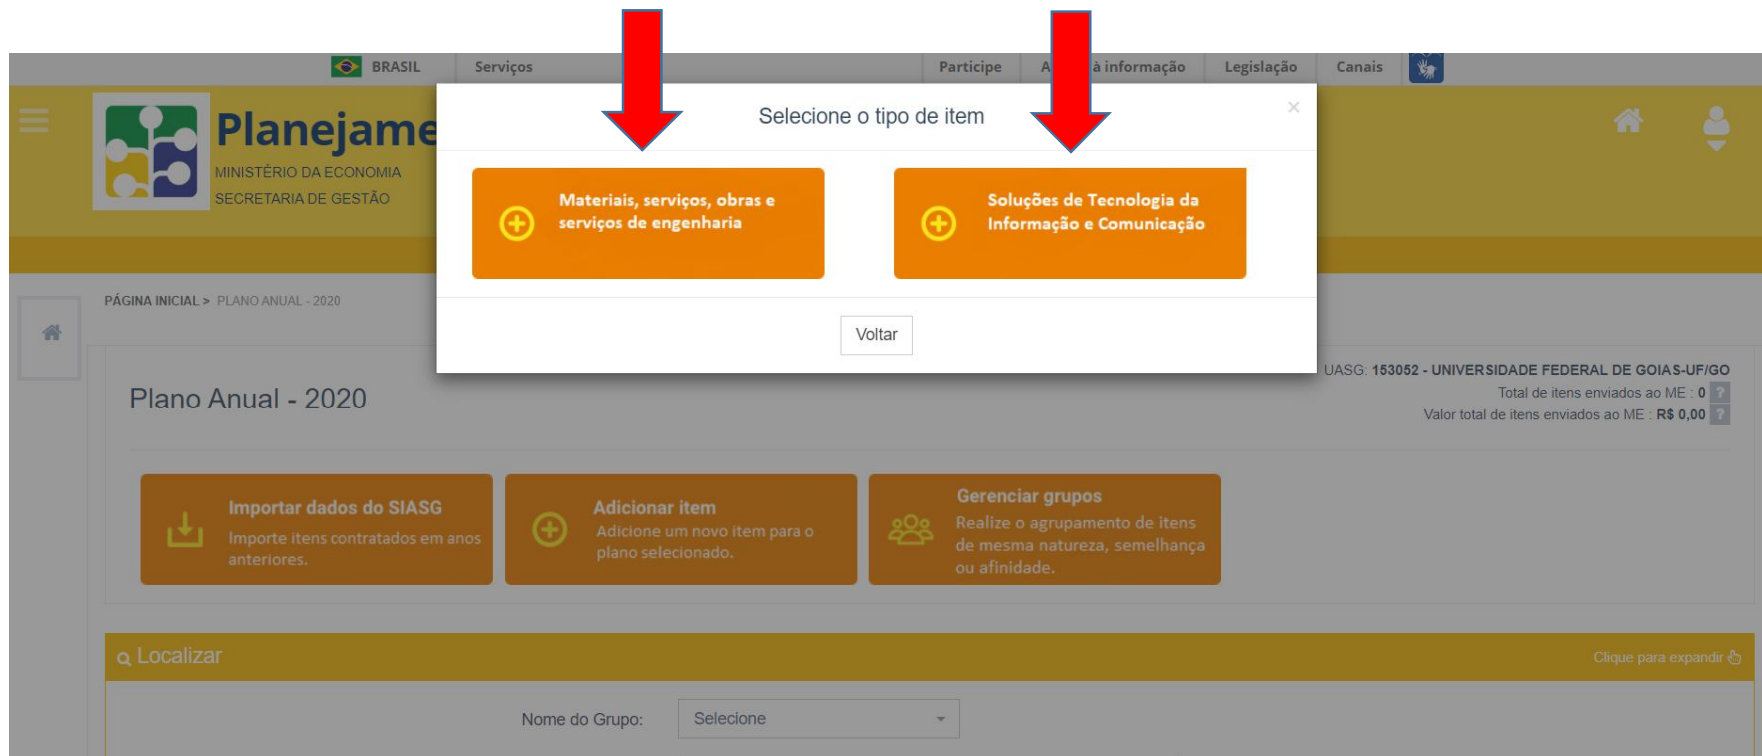 BRASIL
Serviços
Participe
à informação
Legislação
Canais
Planejame
MINISTÉRIO DA ECONOMIA
SECRETARIA DE GESTÃO
Selecione o tipo de item
×
Materiais, serviços, obras e
serviços de engenharia
Soluções de Tecnologia da
Informação e Comunicação
Voltar
PÁGINA INICIAL > PLANO ANUAL - 2020
UASG: 153052 - UNIVERSIDADE FEDERAL DE GOIAS-UF/GO
Total de itens enviados ao ME : 0 ?
Valor total de itens enviados ao ME : R$ 0,00 ?
Plano Anual - 2020
Importar dados do SIASG
Importe itens contratados em anos
anteriores.
Adicionar item
Adicione um novo item para o
plano selecionado.
Gerenciar grupos
Realize o agrupamento de itens
de mesma natureza, semelhança
ou afinidade.
Localizar
Clique para expandir
Nome do Grupo:
Selecione